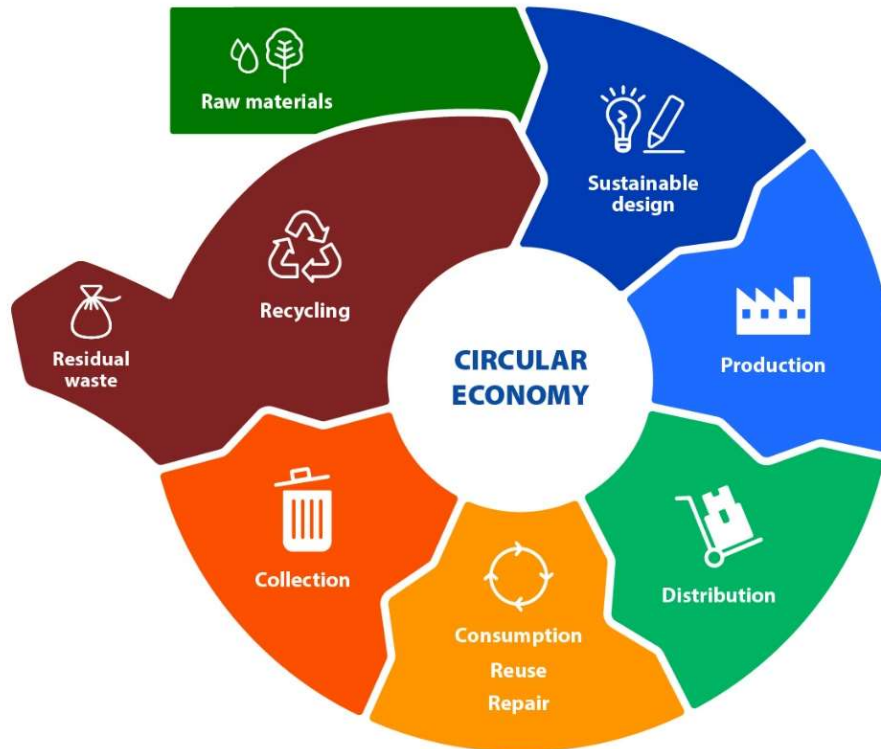 Raw materials
Sustainable
design
Production
Distribution
Consumption
Reuse
Repair
Collection
Recycling
Residual
waste
CIRCULAR
ECONOMY